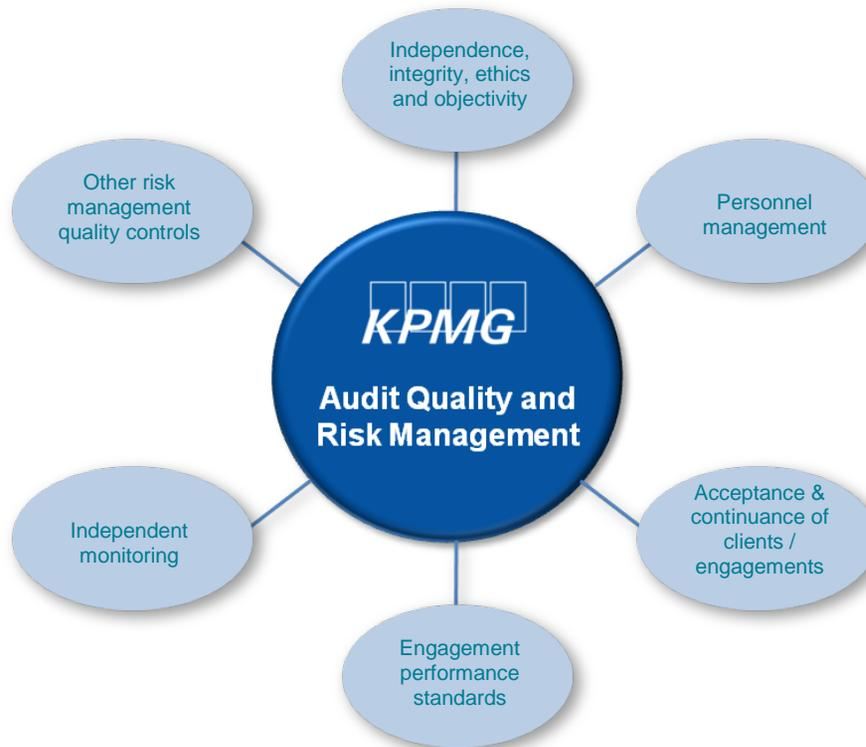 Independence,
integrity, ethics
and objectivity
Other risk
management
quality controls
Personnel
management
KPMG
Audit Quality and
Risk Management
Independent
monitoring
Acceptance &
continuance of
clients /
engagements
Engagement
performance
standards